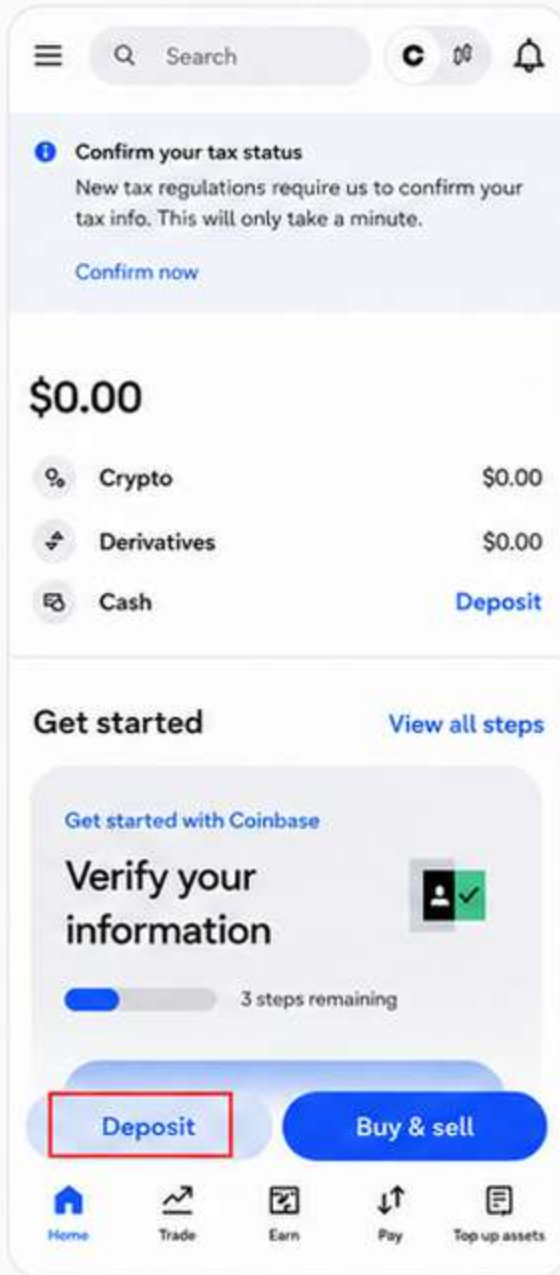 Search
Confirm your tax status
New tax regulations require us to confirm your
tax info. This will only take a minute.
Confirm now
$0.00
Crypto $0.00
Derivatives $0.00
Cash Deposit
Get started View all steps
Get started with Coinbase
Verify your
information
3 steps remaining
Deposit Buy & sell
Home Trade Earn Pay Top up assets